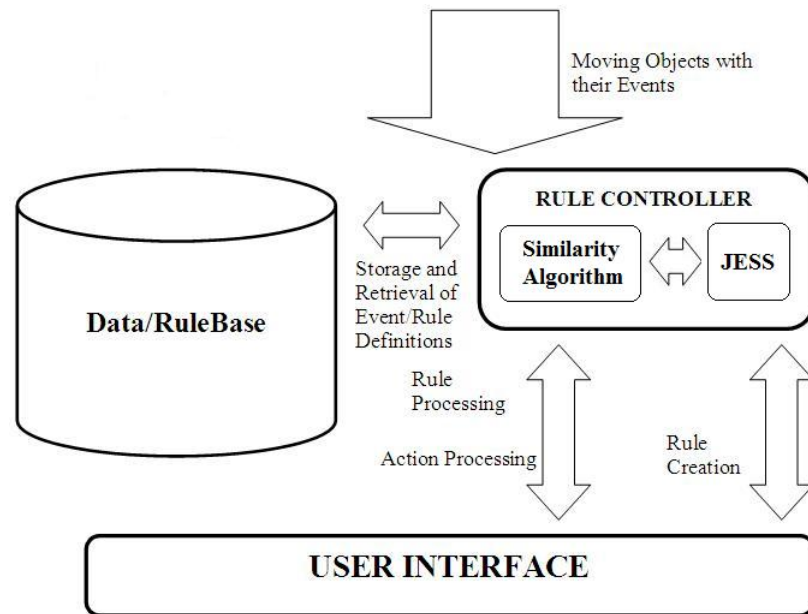 Moving Objects with
their Events
RULE CONTROLLER
Similarity
Algorithm
JESS
Data/RuleBase
Storage and
Retrieval of
Event/Rule
Definitions
Rule
Processing
Action Processing
Rule
Creation
USER INTERFACE